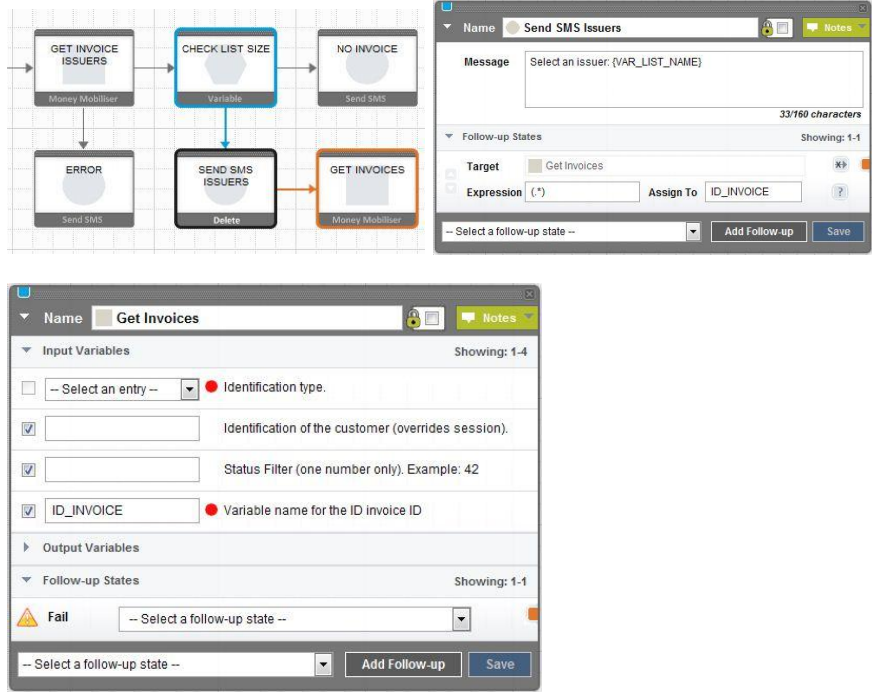 GET INVOICE
ISSUERS
Money Mobiliser
CHECK LIST SIZE
Variable
NO INVOICE
Send SMS
ERROR
Send SMS
SEND SMS
ISSUERS
Delete
GET INVOICES
Money Mobiliser
Name Send SMS Issuers Notes
Message Select an issuer: {VAR_LIST_NAME}
33/160 characters
Follow-up States Showing: 1-1
Target Get Invoices
Expression (.*) Assign To ID_INVOICE ?
-- Select a follow-up state -- Add Follow-up Save
Name Get Invoices Notes
Input Variables Showing: 1-4
-- Select an entry -- Identification type.
Identification of the customer (overrides session).
Status Filter (one number only). Example: 42
ID_INVOICE Variable name for the ID invoice ID
Output Variables
Follow-up States Showing: 1-1
Fail -- Select a follow-up state --
-- Select a follow-up state -- Add Follow-up Save